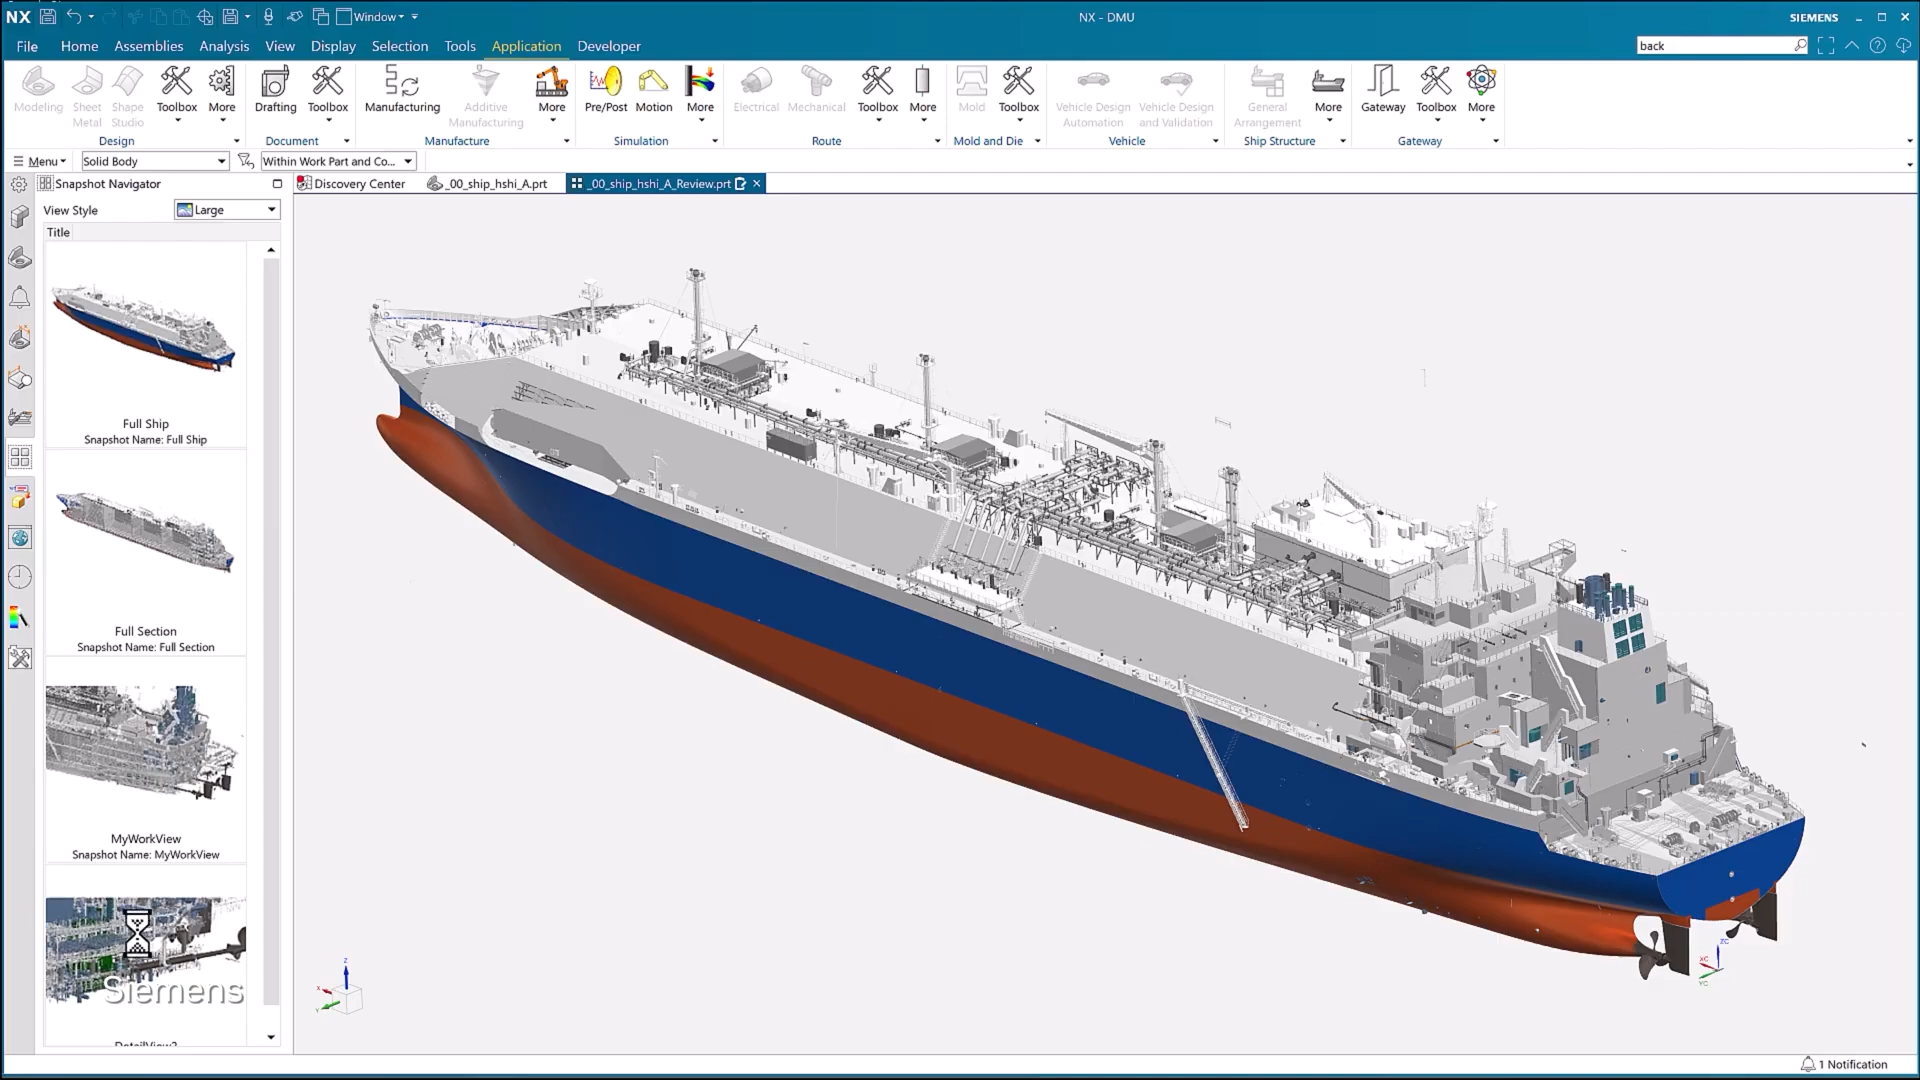 NX
Window
NX - DMU
SIEMENS
File Home Assemblies Analysis View Display Selection Tools Application Developer
back
Modeling
Sheet Metal
Shape Studio
Toolbox
More
Drafting
Toolbox
Manufacturing
Additive Manufacturing
More
Pre/Post
Motion
More
Electrical
Mechanical
Toolbox
More
Mold
Toolbox
Vehicle Design Automation
Vehicle Design and Validation
General Arrangement
More
Gateway
Toolbox
More
Design
Document
Manufacture
Simulation
Route
Mold and Die
Vehicle
Ship Structure
Gateway
Menu
Solid Body
Within Work Part and Co...
Snapshot Navigator
Discovery Center
_00_ship_hshi_A.prt
_00_ship_hshi_A_Review.prt
View Style
Large
Title
Full Ship
Snapshot Name: Full Ship
Full Section
Snapshot Name: Full Section
MyWorkView
Snapshot Name: MyWorkView
Siemens
DetailView2
Z
X
Y
ZC
XC
YC
1 Notification